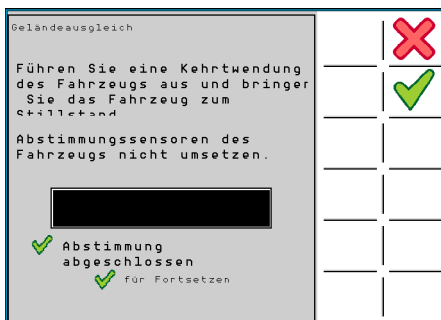 Geländeausgleich
Führen Sie eine Kehrtwendung
des Fahrzeugs aus und bringen
Sie das Fahrzeug zum
Stillstand
Abstimmungssensoren des
Fahrzeugs nicht umsetzen.
Abstimmung
abgeschlossen
für Fortsetzen